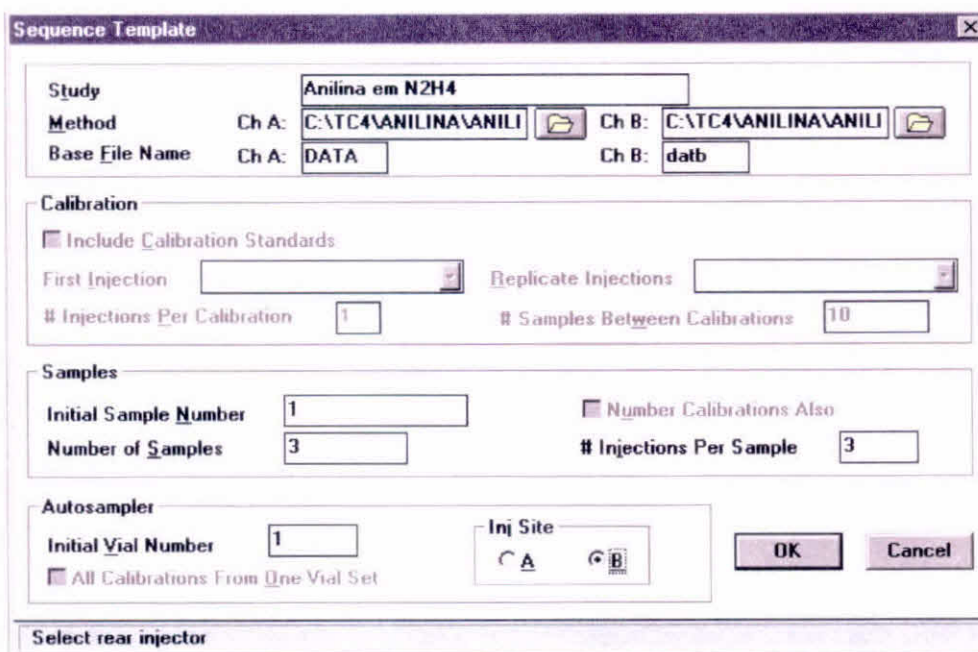 Sequence Template
Study Anilina em N2H4
Method Ch A: C:\TC4\ANILINA\ANILI Ch B: C:\TC4\ANILINA\ANILI
Base File Name Ch A: DATA Ch B: datb
Calibration
Include Calibration Standards
First Injection Replicate Injections
# Injections Per Calibration 1 # Samples Between Calibrations 10
Samples
Initial Sample Number 1 Number Calibrations Also
Number of Samples 3 # Injections Per Sample 3
Autosampler
Initial Vial Number 1 Inj Site A B OK Cancel
All Calibrations From One Vial Set
Select rear injector